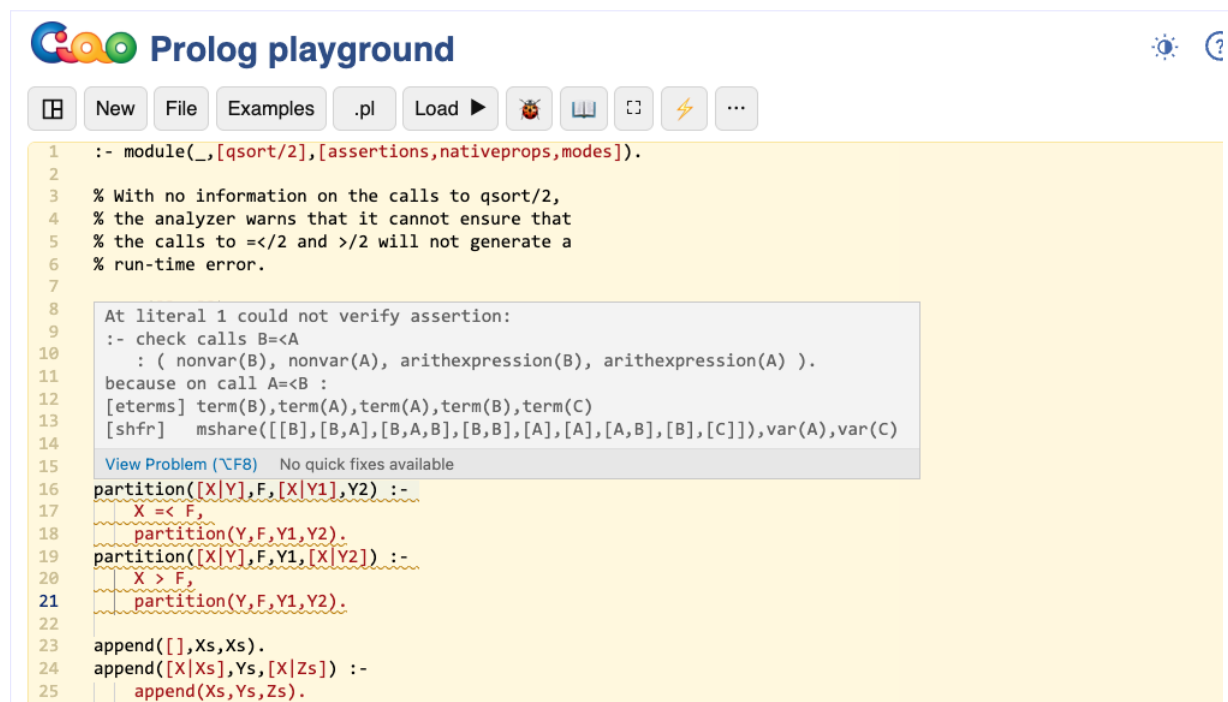 Ciao Prolog playground
New File Examples .pl Load ▶ ...
1 :- module(_,[qsort/2],[assertions,nativeprops,modes]).
2
3 % With no information on the calls to qsort/2,
4 % the analyzer warns that it cannot ensure that
5 % the calls to =</2 and >/2 will not generate a
6 % run-time error.
7
8
9
10
11
12
13
14
15
At literal 1 could not verify assertion:
:- check calls B=<A
: ( nonvar(B), nonvar(A), arithexpression(B), arithexpression(A) ).
because on call A=<B :
[eterms] term(B),term(A),term(A),term(B),term(C)
[shfr] mshare([[B],[B,A],[B,A,B],[B,B],[A],[A],[A,B],[B],[C]]),var(A),var(C)
View Problem (⌥F8) No quick fixes available
16 partition([X|Y],F,[X|Y1],Y2) :-
17 X =< F,
18 partition(Y,F,Y1,Y2).
19 partition([X|Y],F,Y1,[X|Y2]) :-
20 X > F,
21 partition(Y,F,Y1,Y2).
22
23 append([],Xs,Xs).
24 append([X|Xs],Ys,[X|Zs]) :-
25 append(Xs,Ys,Zs).